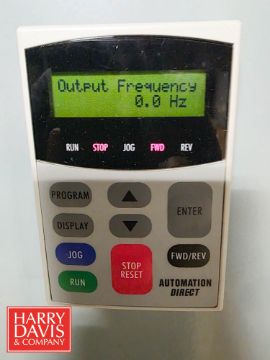 Output Frequency
0.0 Hz
RUN STOP JOG FWD REV
PROGRAM
ENTER
DISPLAY
JOG
STOP
RESET
FWD/REV
RUN
AUTOMATION
DIRECT
HARRY
DAVIS
& COMPANY